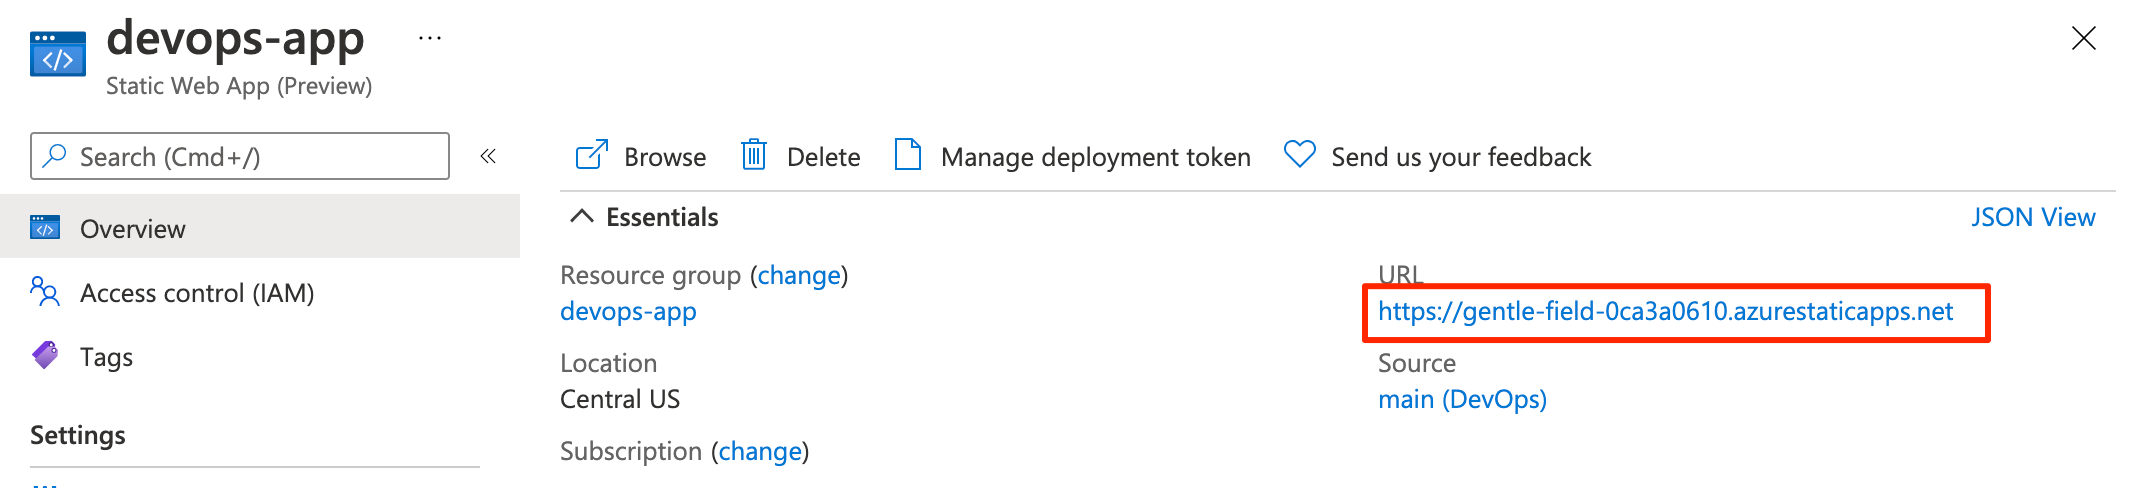 devops-app ...
Static Web App (Preview)
Search (Cmd+/)
«
Browse
Delete
Manage deployment token
Send us your feedback
Overview
Access control (IAM)
Tags
Settings
Essentials
JSON View
Resource group (change)
devops-app
Location
Central US
Subscription (change)
URL
https://gentle-field-0ca3a0610.azurestaticapps.net
Source
main (DevOps)